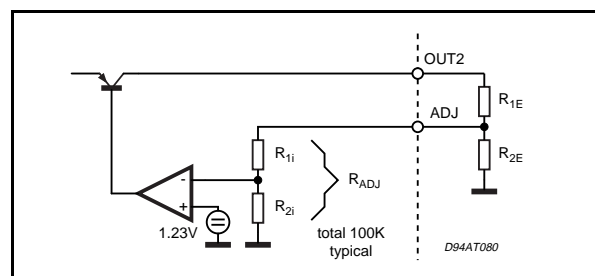 OUT2
R1E
ADJ
R1i
R2E
-
RADJ
R2i
+
1.23V
total 100K
typical
D94AT080